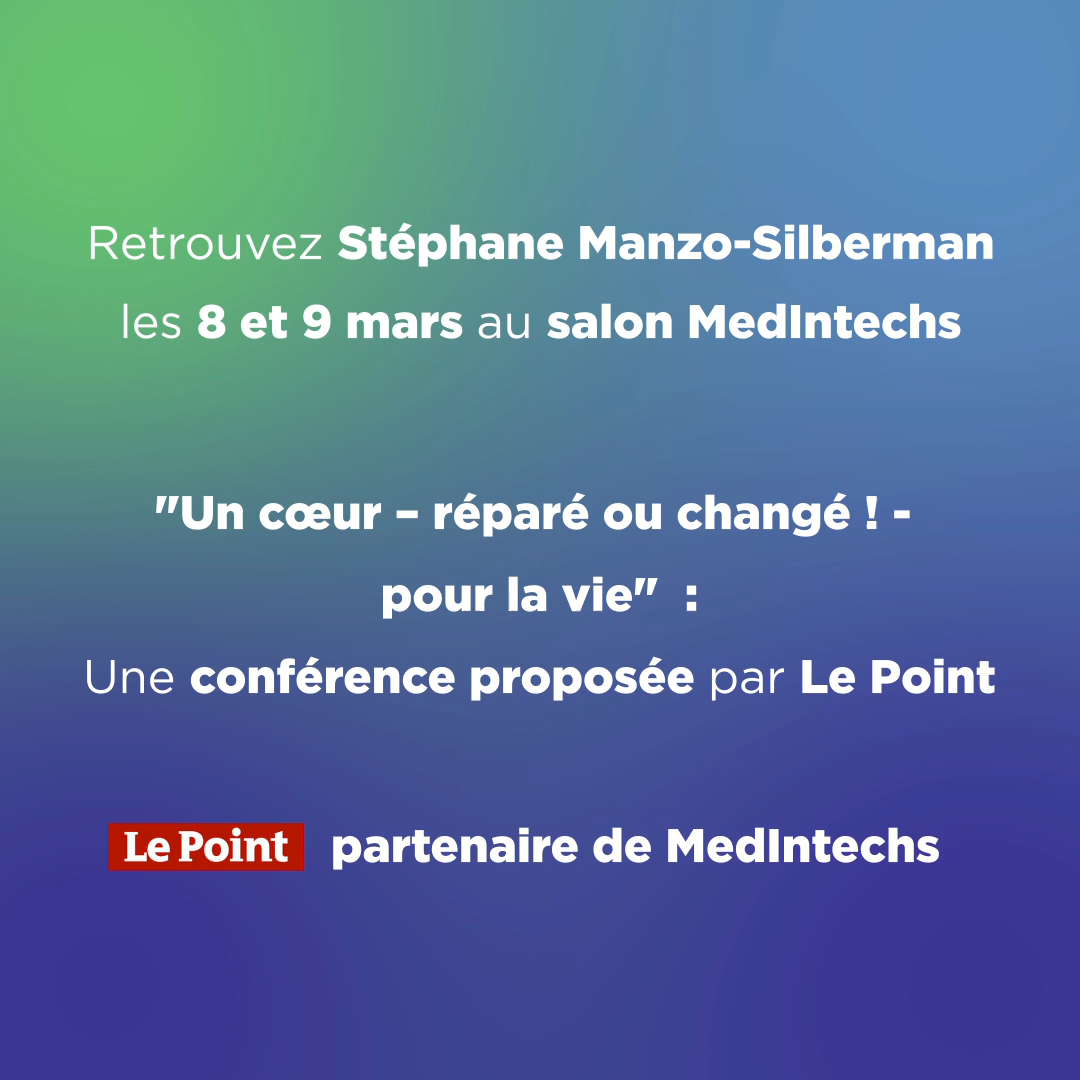 Retrouvez Stéphane Manzo-Silberman
les 8 et 9 mars au salon MedIntechs
"Un cœur – réparé ou changé ! -
pour la vie" :
Une conférence proposée par Le Point
Le Point partenaire de MedIntechs